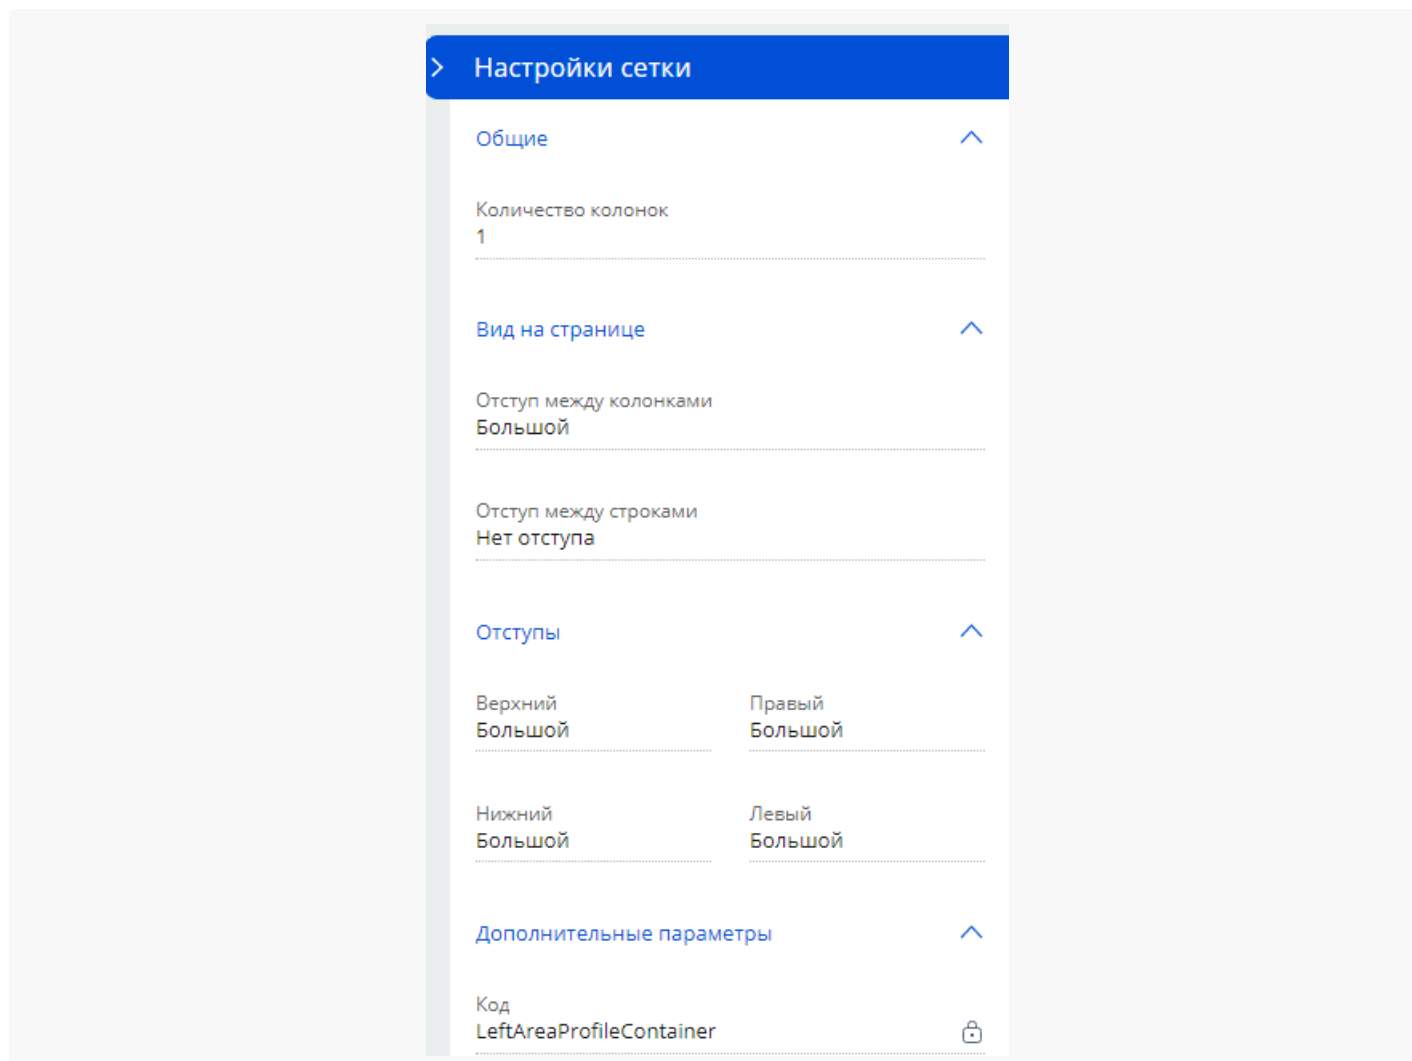 Настройки сетки
Общие
Количество колонок
1
Вид на странице
Отступ между колонками
Большой
Отступ между строками
Нет отступа
Отступы
Верхний
Большой
Правый
Большой
Нижний
Большой
Левый
Большой
Дополнительные параметры
Код
LeftAreaProfileContainer